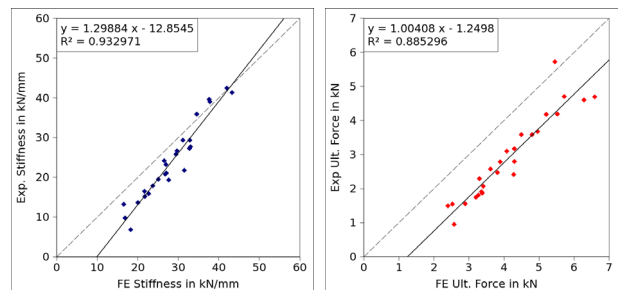 y = 1.29884 x - 12.8545
R² = 0.932971
60
50
40
30
20
10
0
Exp. Stiffness in kN/mm
0 10 20 30 40 50 60
FE Stiffness in kN/mm
y = 1.00408 x - 1.2498
R² = 0.885296
7
6
5
4
3
2
1
0
Exp Ult. Force in kN
0 1 2 3 4 5 6 7
FE Ult. Force in kN